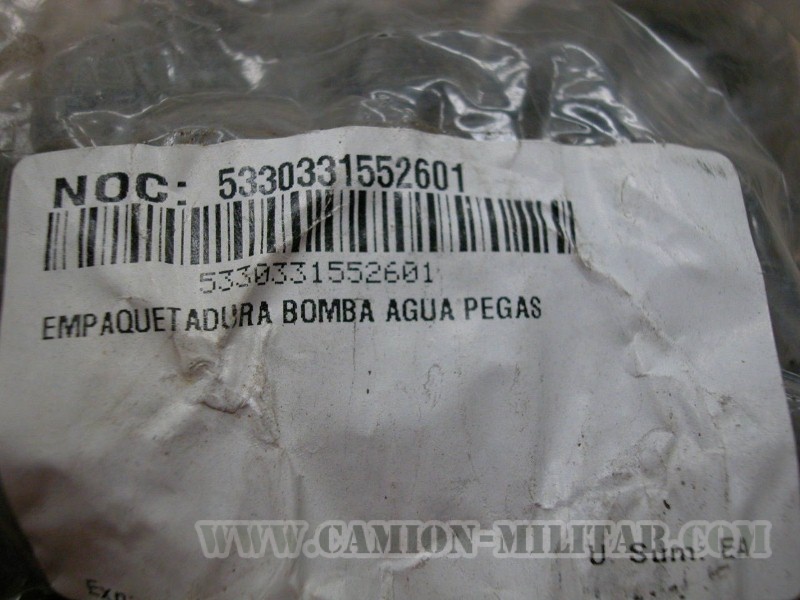 NOC: 5330331552601
5330331552601
EMPAQUETADURA BOMBA AGUA PEGAS
WWW.CAMION-MILITAR.COM
U Sum. EA